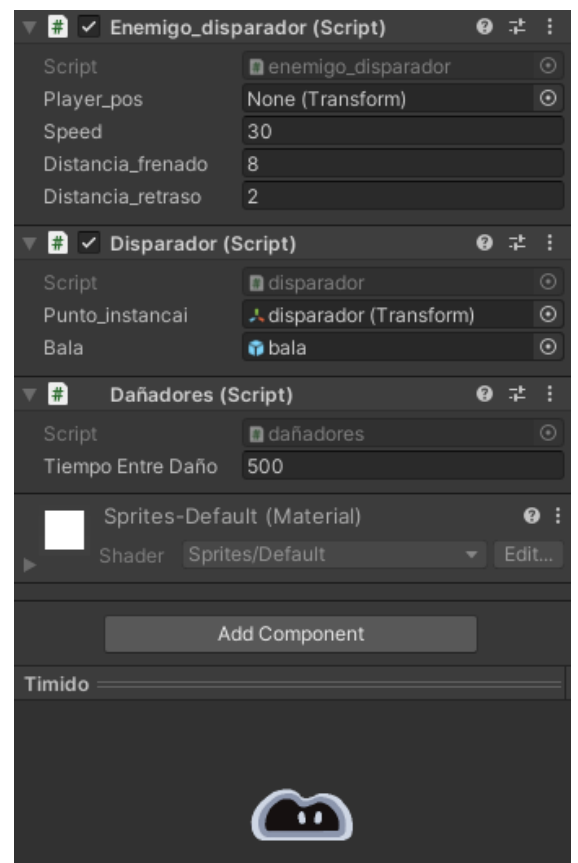 Enemigo_disparador (Script)
Script enemigo_disparador
Player_pos None (Transform)
Speed 30
Distancia_frenado 8
Distancia_retraso 2
Disparador (Script)
Script disparador
Punto_instancai disparador (Transform)
Bala bala
Dañadores (Script)
Script dañadores
Tiempo Entre Daño 500
Sprites-Default (Material)
Shader Sprites/Default Edit...
Add Component
Timido